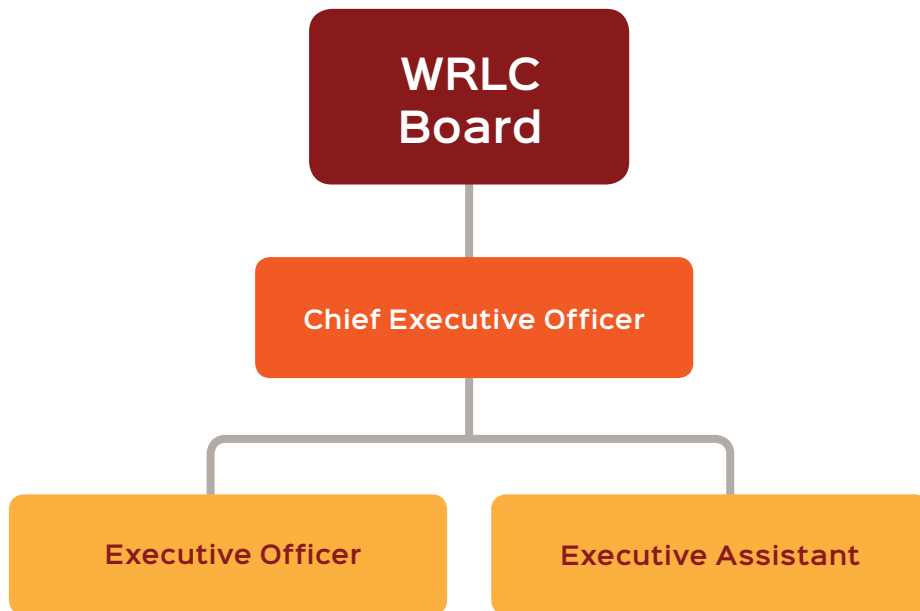 WRLC
Board
Chief Executive Officer
Executive Officer
Executive Assistant